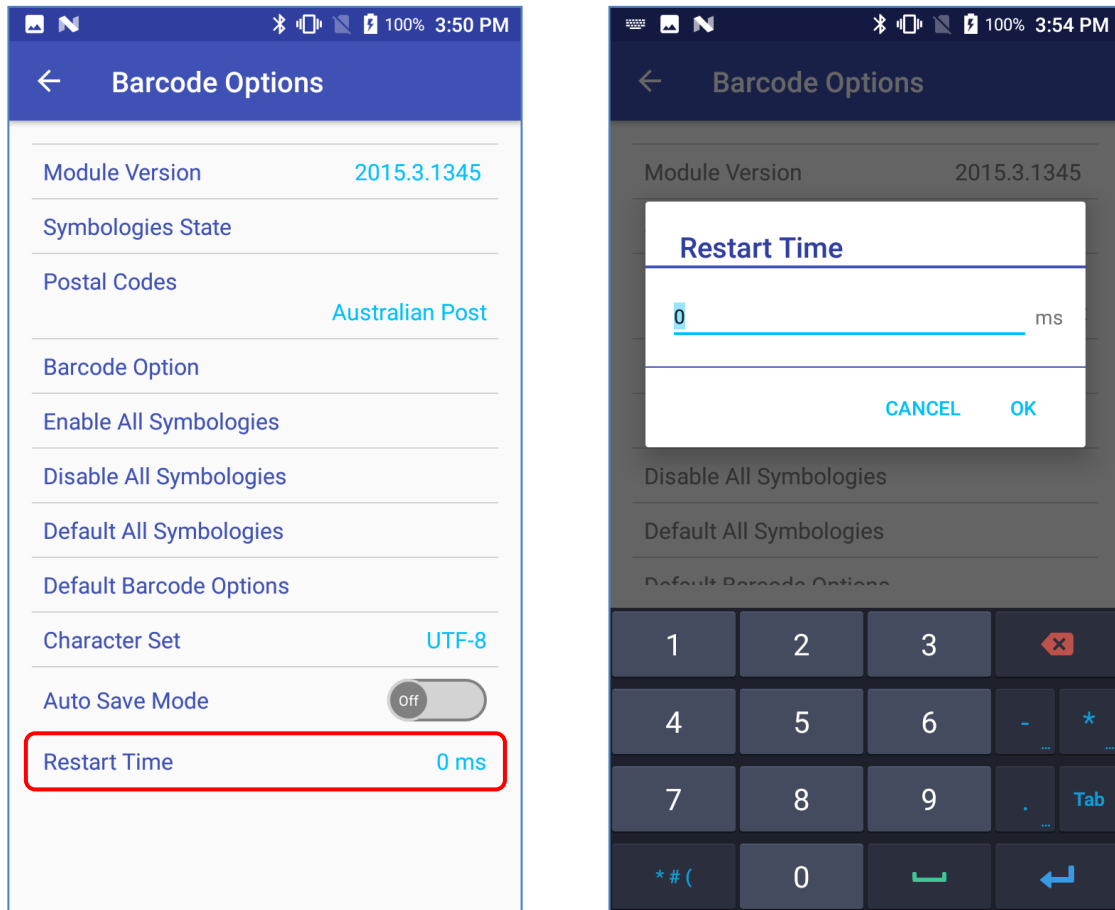 100% 3:50 PM
Barcode Options
Module Version 2015.3.1345
Symbologies State
Postal Codes
Australian Post
Barcode Option
Enable All Symbologies
Disable All Symbologies
Default All Symbologies
Default Barcode Options
Character Set UTF-8
Auto Save Mode Off
Restart Time 0 ms
100% 3:54 PM
Barcode Options
Module Version 2015.3.1345
Restart Time
0 ms
CANCEL OK
Disable All Symbologies
Default All Symbologies
Default Barcode Options
1 2 3
4 5 6 - *
... ...
7 8 9 . Tab
...
* # ( 0